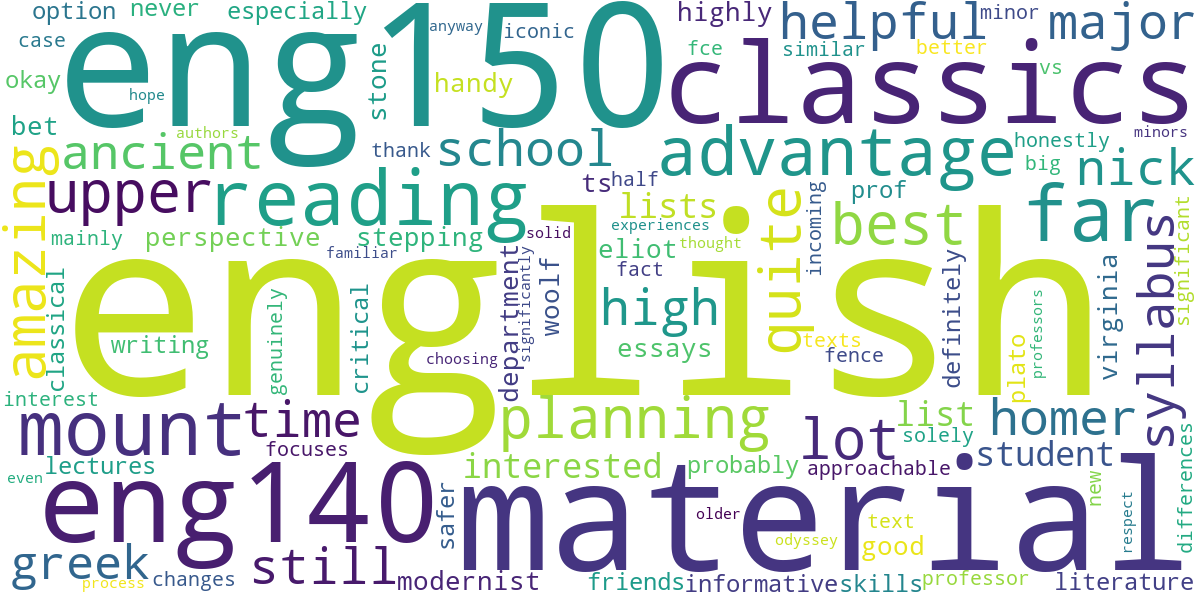 option never especially anyway iconic highly helpful minor major
case eng150 stone fce similar better vs
okay hope handy classics
bet authors thank school advantage honestly minors
amazing ancient ts half prof big nick
upper reading lists best far
mainly perspective stepping solid experiences incoming syllabus significant
familiar english eliot thought quite
classical department significantly woolf fact definitely virginia
genuinely critical high texts plato professors
writing choosing essays fence
interest planning list homer
mount time lot solely differences
focuses student
even lectures interested probably approachable new
eng140 safer material older text respect
greek still odyssey good
process changes modernist friends informative skills professor literature